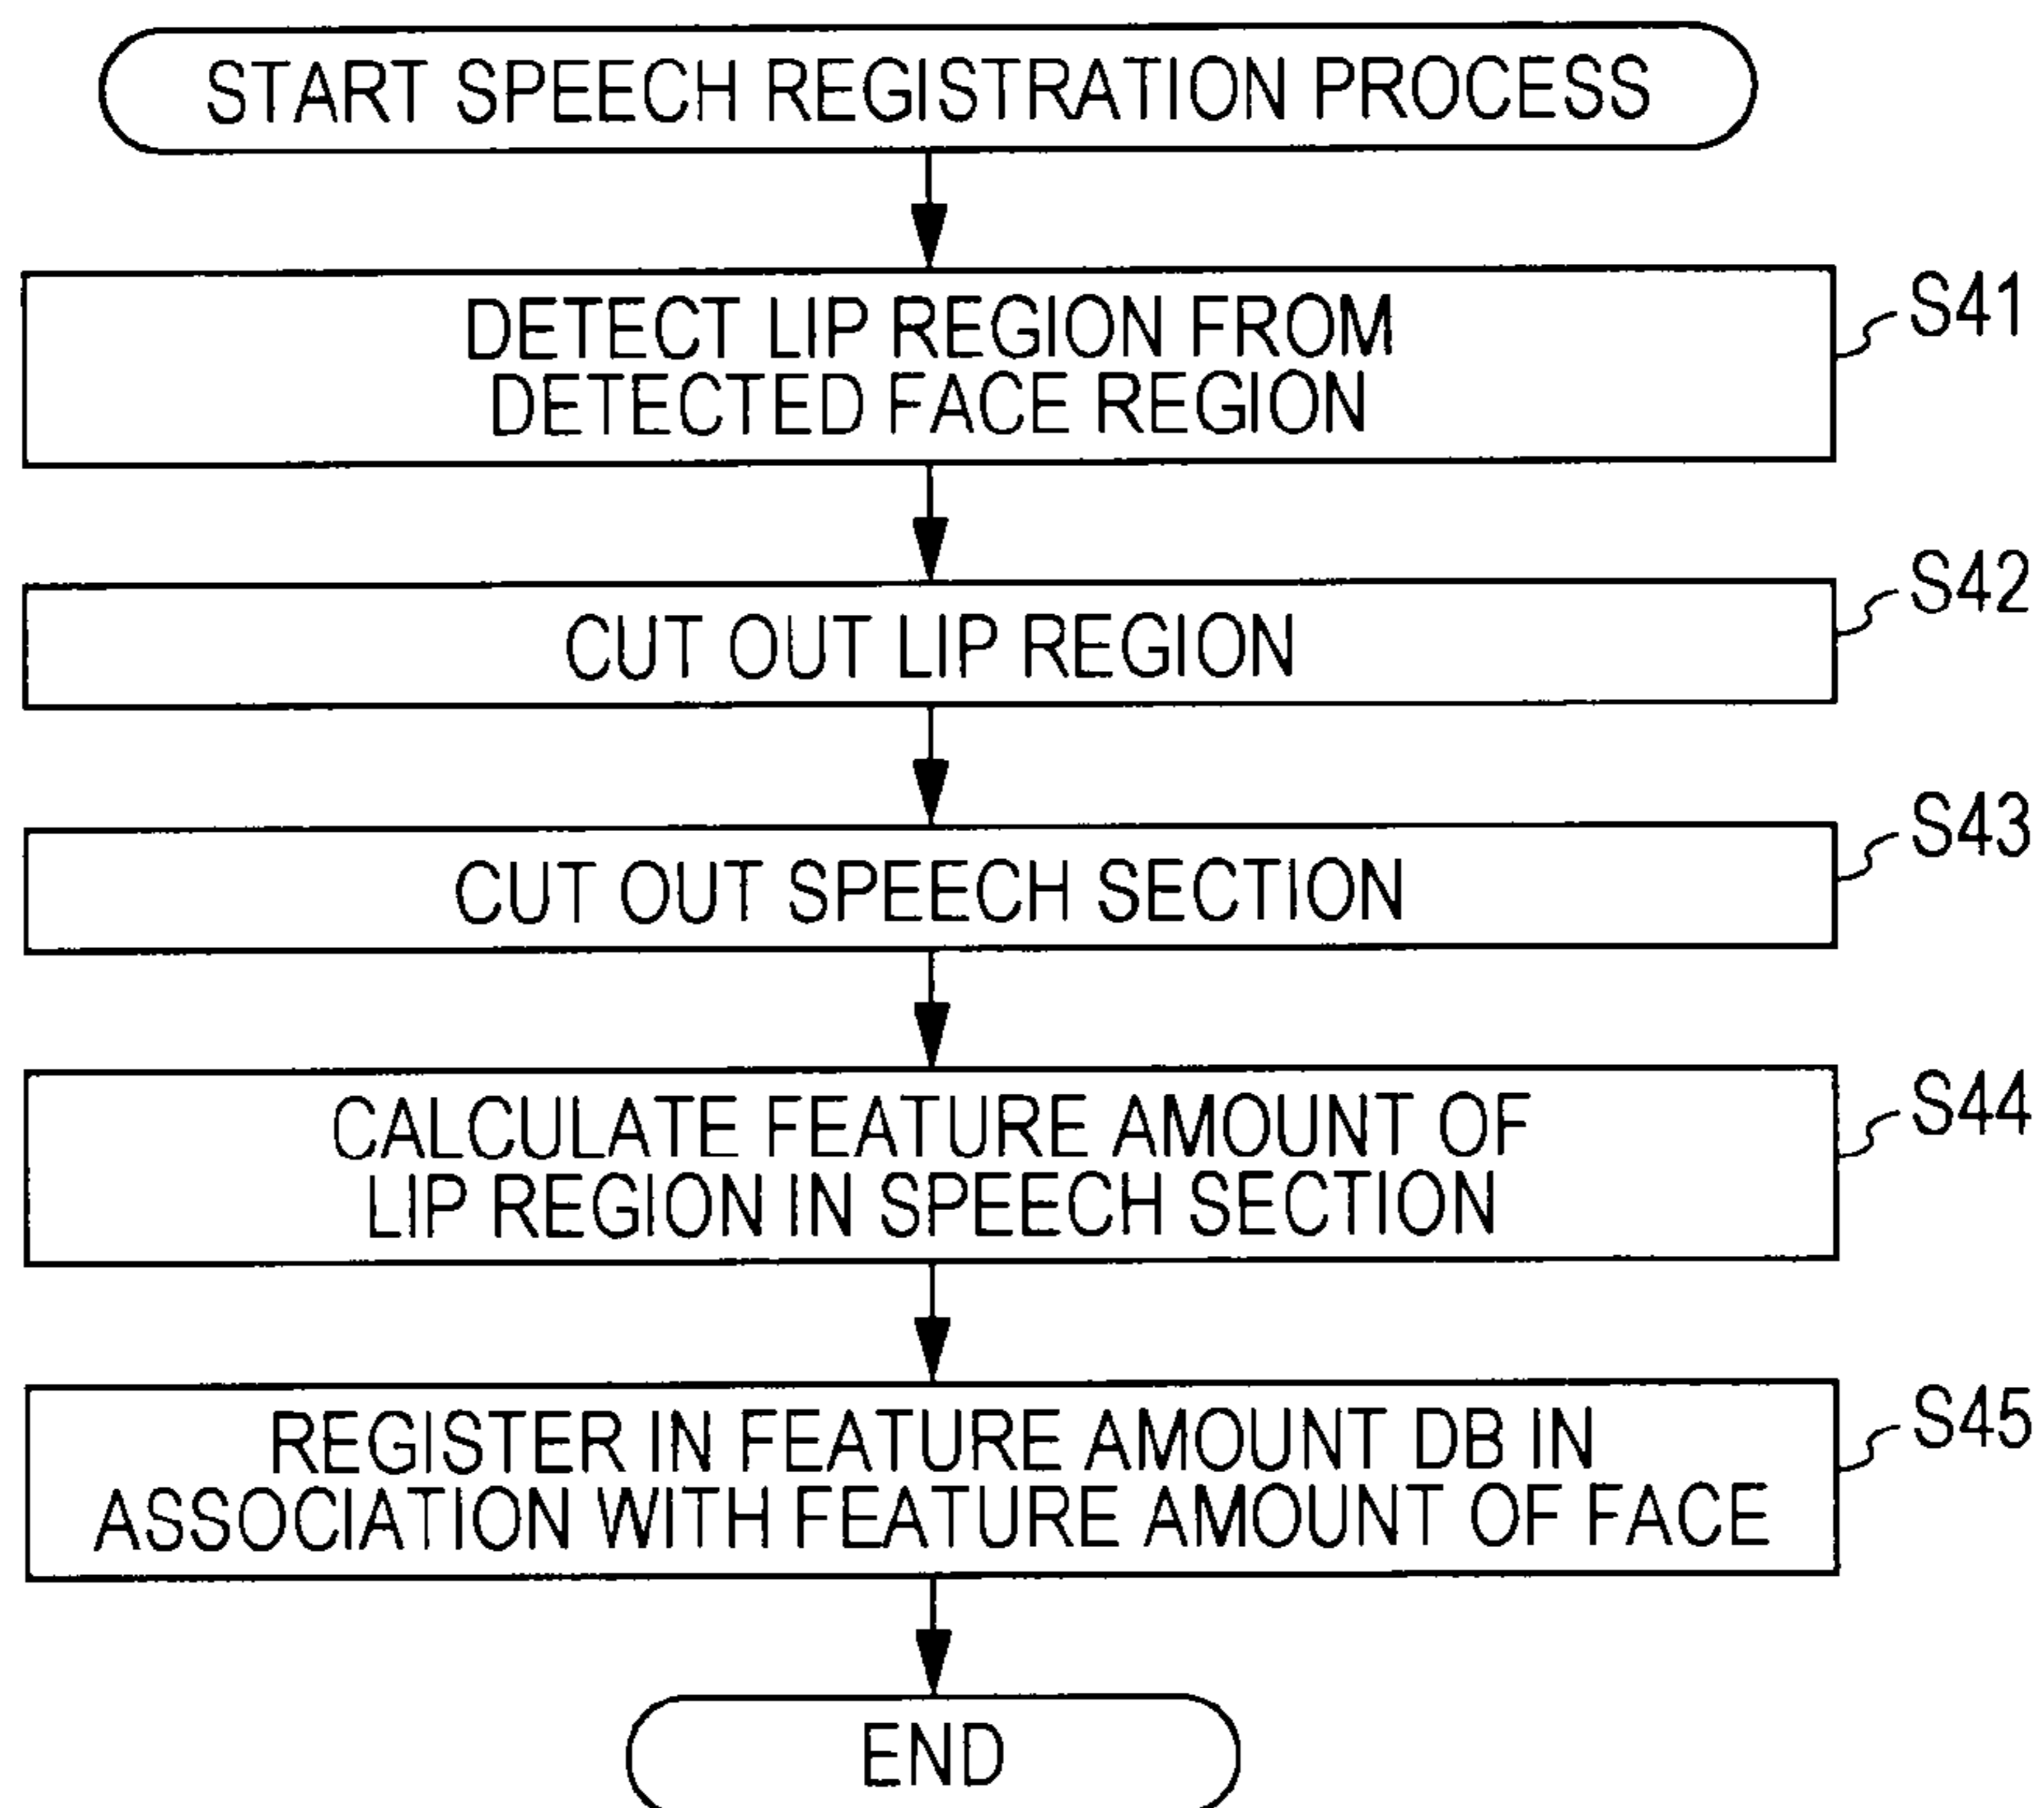 START SPEECH REGISTRATION PROCESS
S41
DETECT LIP REGION FROM
DETECTED FACE REGION
S42
CUT OUT LIP REGION
S43
CUT OUT SPEECH SECTION
S44
CALCULATE FEATURE AMOUNT OF
LIP REGION IN SPEECH SECTION
S45
REGISTER IN FEATURE AMOUNT DB IN
ASSOCIATION WITH FEATURE AMOUNT OF FACE
END